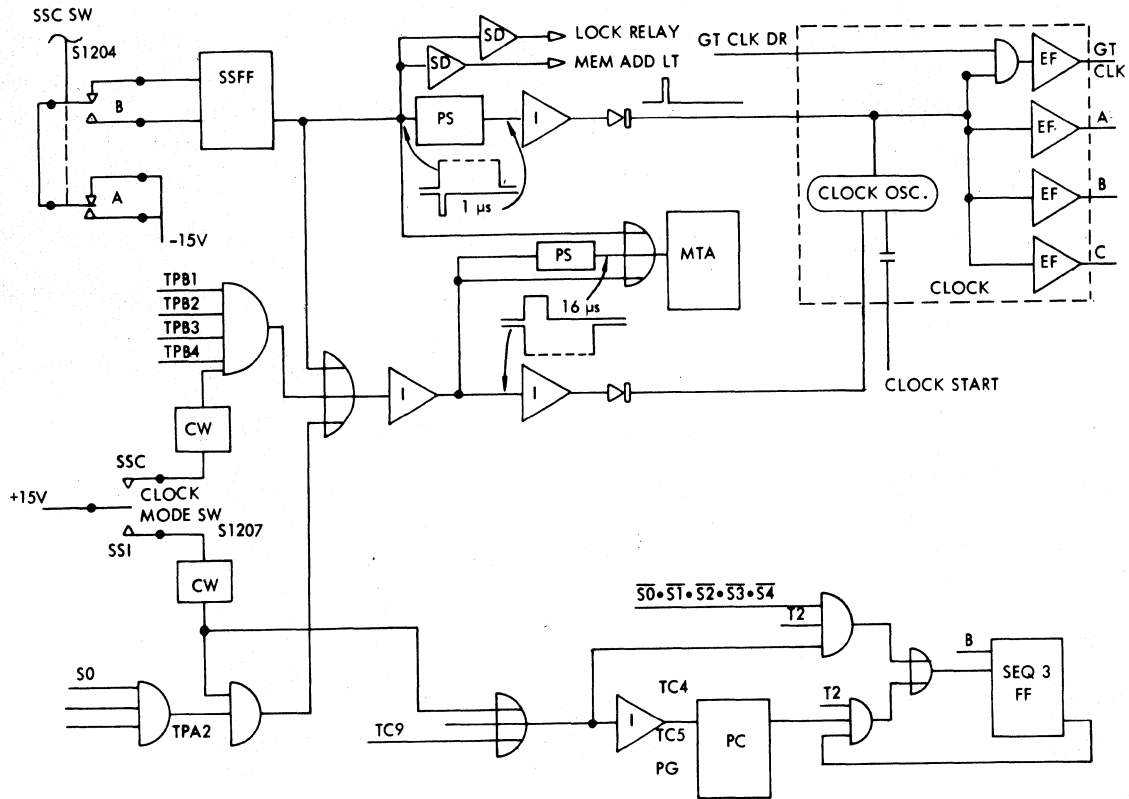 SSC SW
S1204
SSFF
B
A
-15V
SD
LOCK RELAY
SD
MEM ADD LT
PS
I
1 μs
GT CLK DR
EF
GT
CLK
EF
A
CLOCK OSC.
EF
B
EF
C
CLOCK
CLOCK START
PS
MTA
16 μs
TPB1
TPB2
TPB3
TPB4
I
I
CW
SSC
+15V
CLOCK
MODE SW
S1207
SSI
CW
S0
TPA2
TC9
I
TC4
TC5
PG
PC
S0•S1•S2•S3•S4
T2
T2
B
SEQ 3
FF